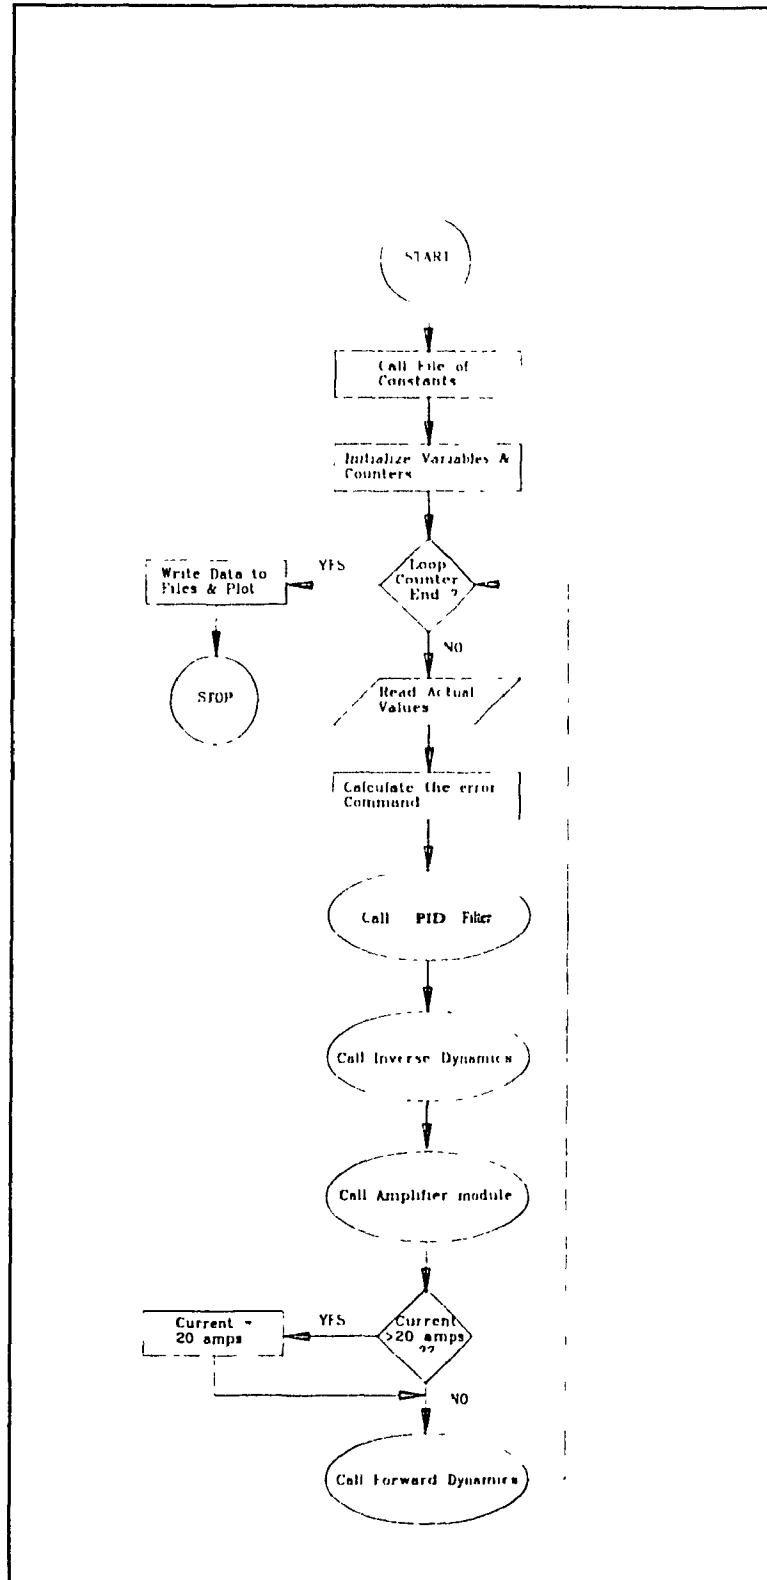 START
Call File of
Constants
Initialize Variables &
Counters
Loop
Counter
End ?
YES
Write Data to
Files & Plot
STOP
NO
Read Actual
Values
Calculate the error
Command
Call PID Filter
Call Inverse Dynamics
Call Amplifier module
Current
>20 amps
??
YES
Current =
20 amps
NO
Call Forward Dynamics